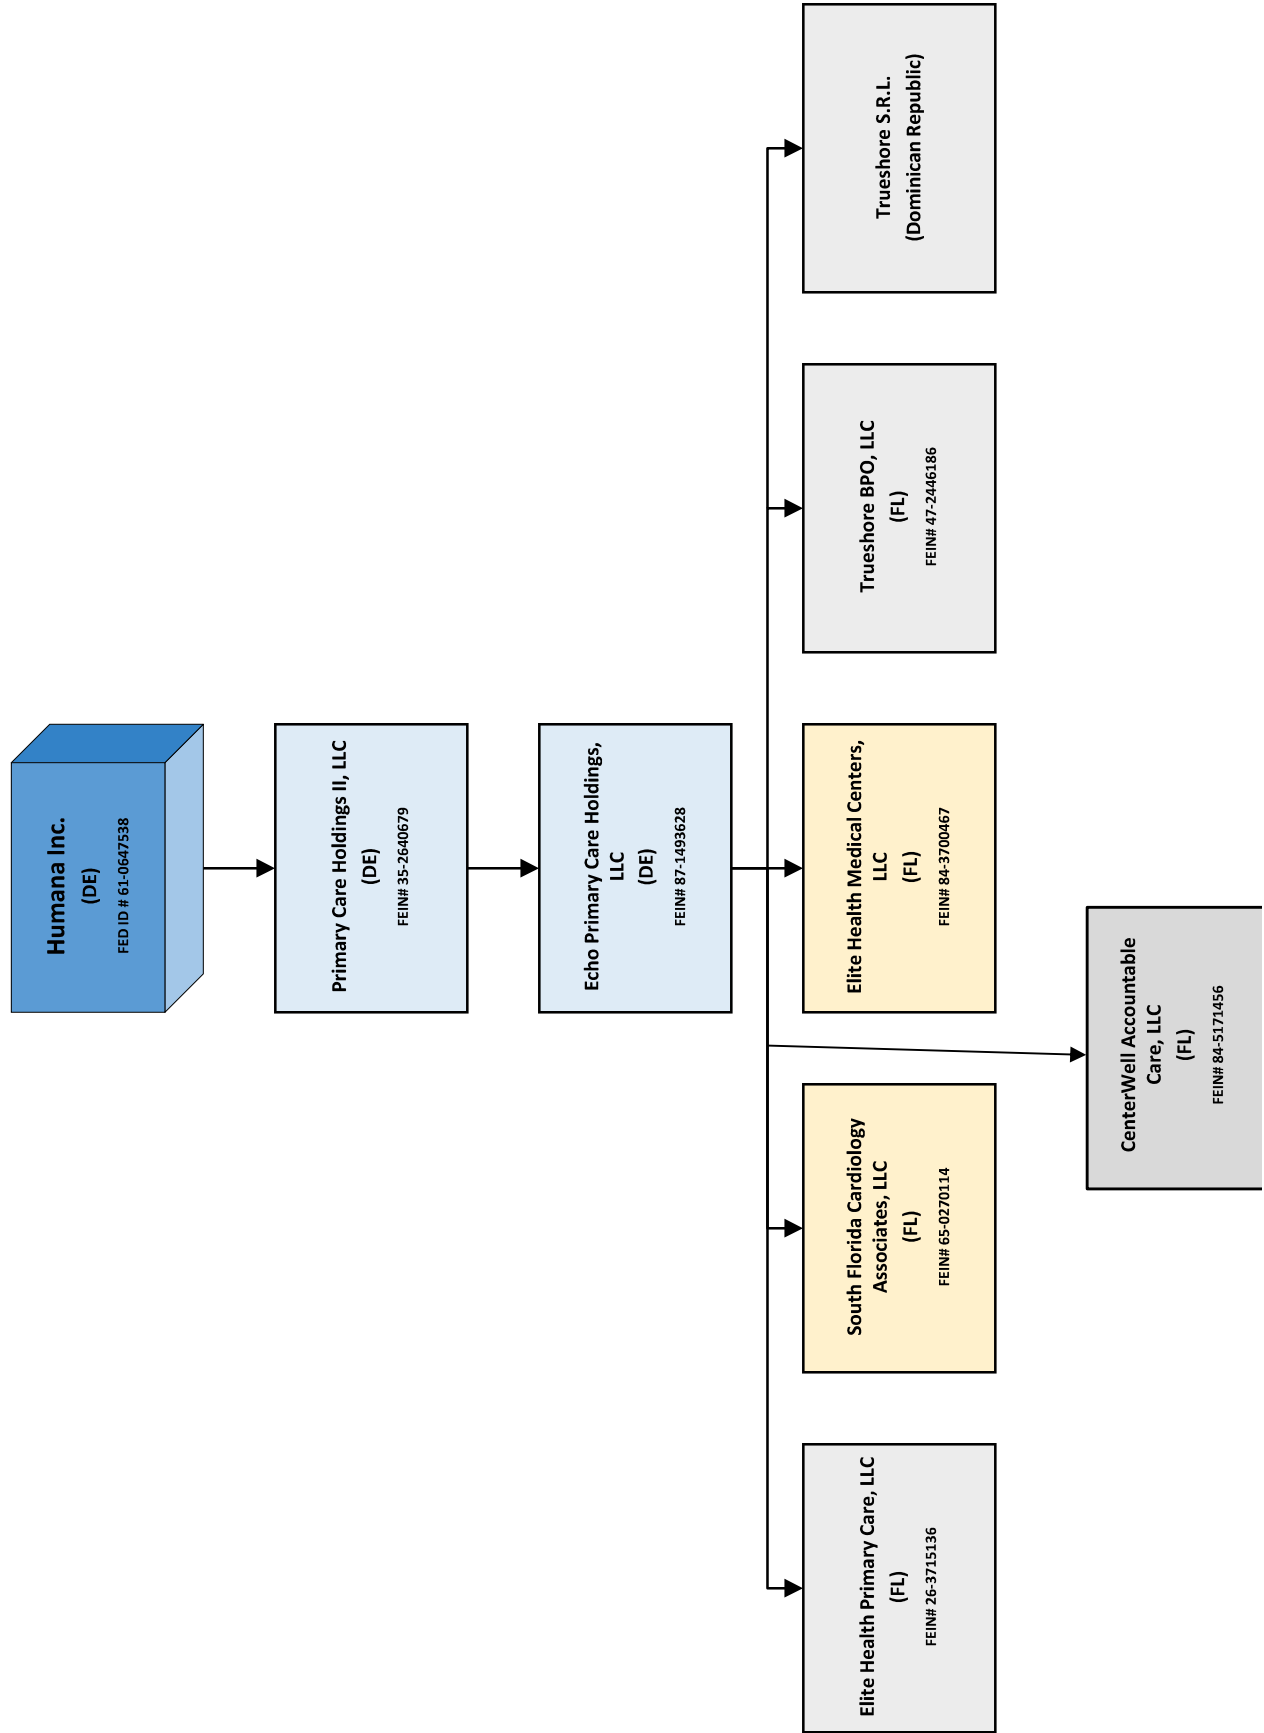 Humana Inc.
(DE)
FED ID # 61-0647538
Primary Care Holdings II, LLC
(DE)
FEIN# 35-2640679
Echo Primary Care Holdings,
LLC
(DE)
FEIN# 87-1493628
Elite Health Primary Care, LLC
(FL)
FEIN# 26-3715136
South Florida Cardiology
Associates, LLC
(FL)
FEIN# 65-0270114
Elite Health Medical Centers,
LLC
(FL)
FEIN# 84-3700467
Trueshore BPO, LLC
(FL)
FEIN# 47-2446186
Trueshore S.R.L.
(Dominican Republic)
CenterWell Accountable
Care, LLC
(FL)
FEIN# 84-5171456